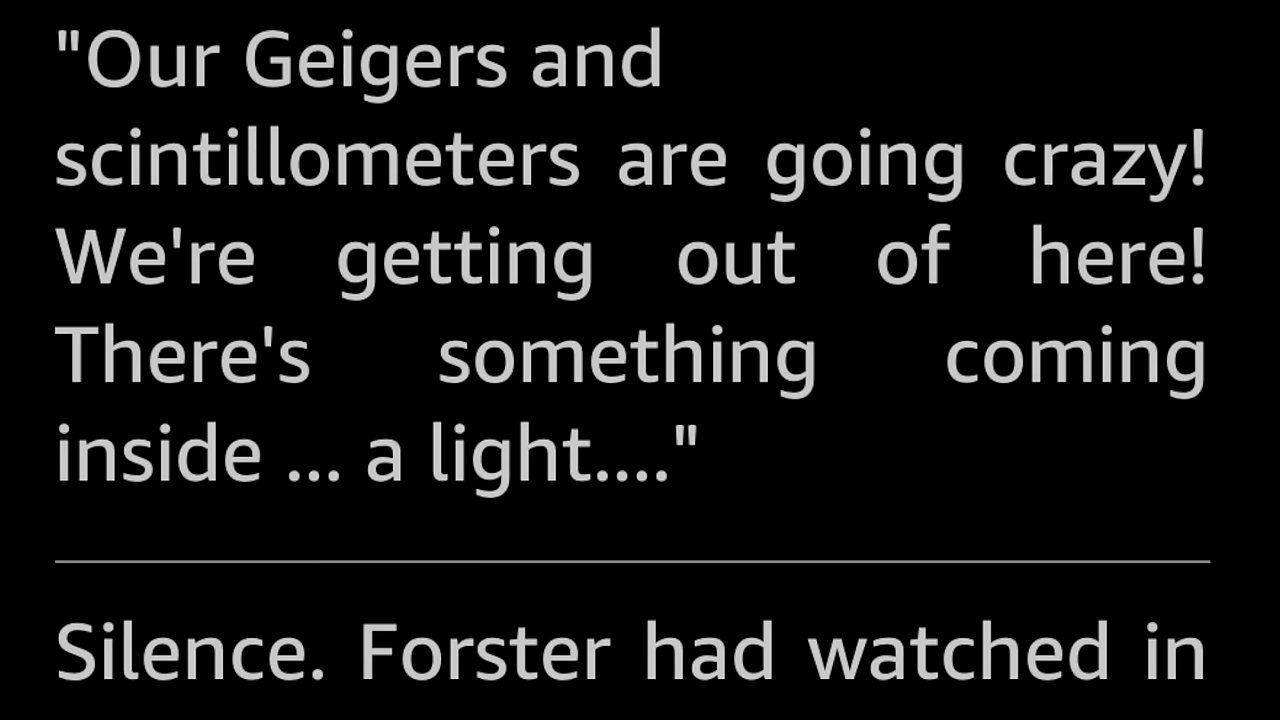 "Our Geigers and
scintillometers are going crazy!
We're getting out of here!
There's something coming
inside ... a light...."
Silence. Forster had watched in